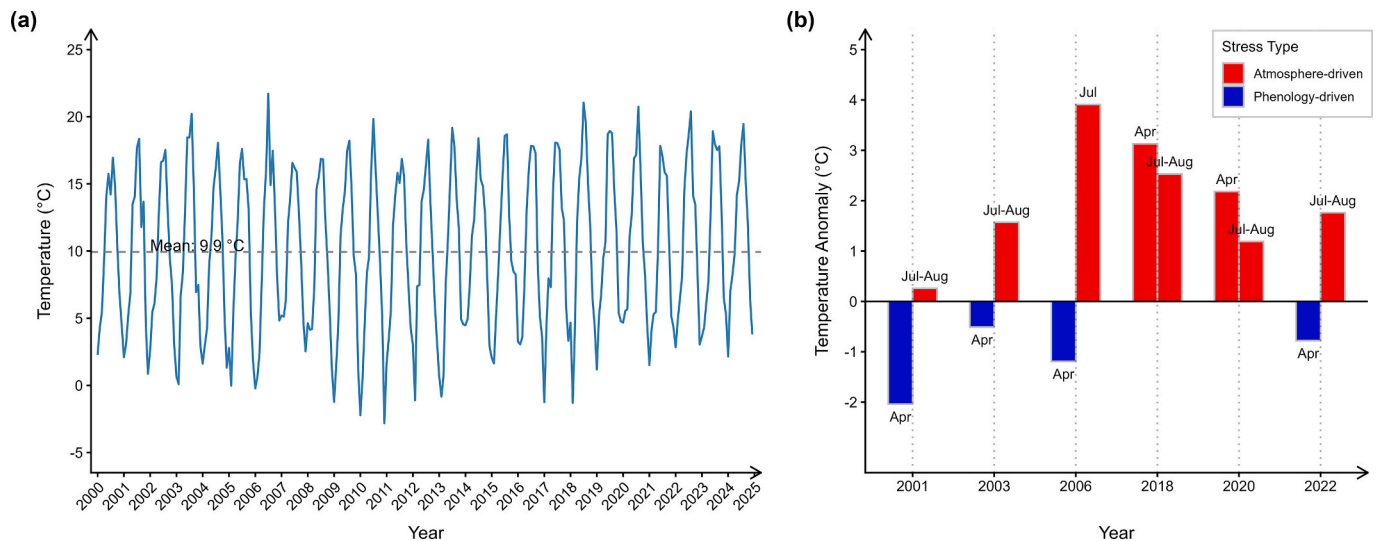 (a)
25
20
15
10
5
0
-5
Temperature (°C)
Mean: 9.9 °C
2000
2001
2002
2003
2004
2005
2006
2007
2008
2009
2010
2011
2012
2013
2014
2015
2016
2017
2018
2019
2020
2021
2022
2023
2024
2025
Year
(b)
Stress Type
Atmosphere-driven
Phenology-driven
5
4
3
2
1
0
-1
-2
Temperature Anomaly (°C)
Apr
Jul-Aug
Apr
Jul-Aug
Apr
Jul
Apr
Jul-Aug
Apr
Jul-Aug
Apr
Jul-Aug
2001
2003
2006
2018
2020
2022
Year